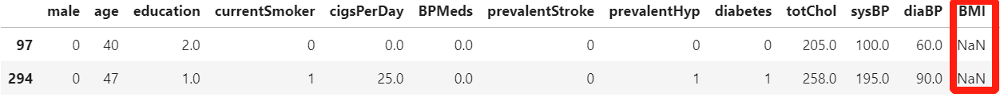 male age education currentSmoker cigsPerDay BPMeds prevalentStroke prevalentHyp diabetes totChol sysBP diaBP BMI
97 0 40 2.0 0 0.0 0.0 0 0 0 205.0 100.0 60.0 NaN
294 0 47 1.0 1 25.0 0.0 0 1 1 258.0 195.0 90.0 NaN